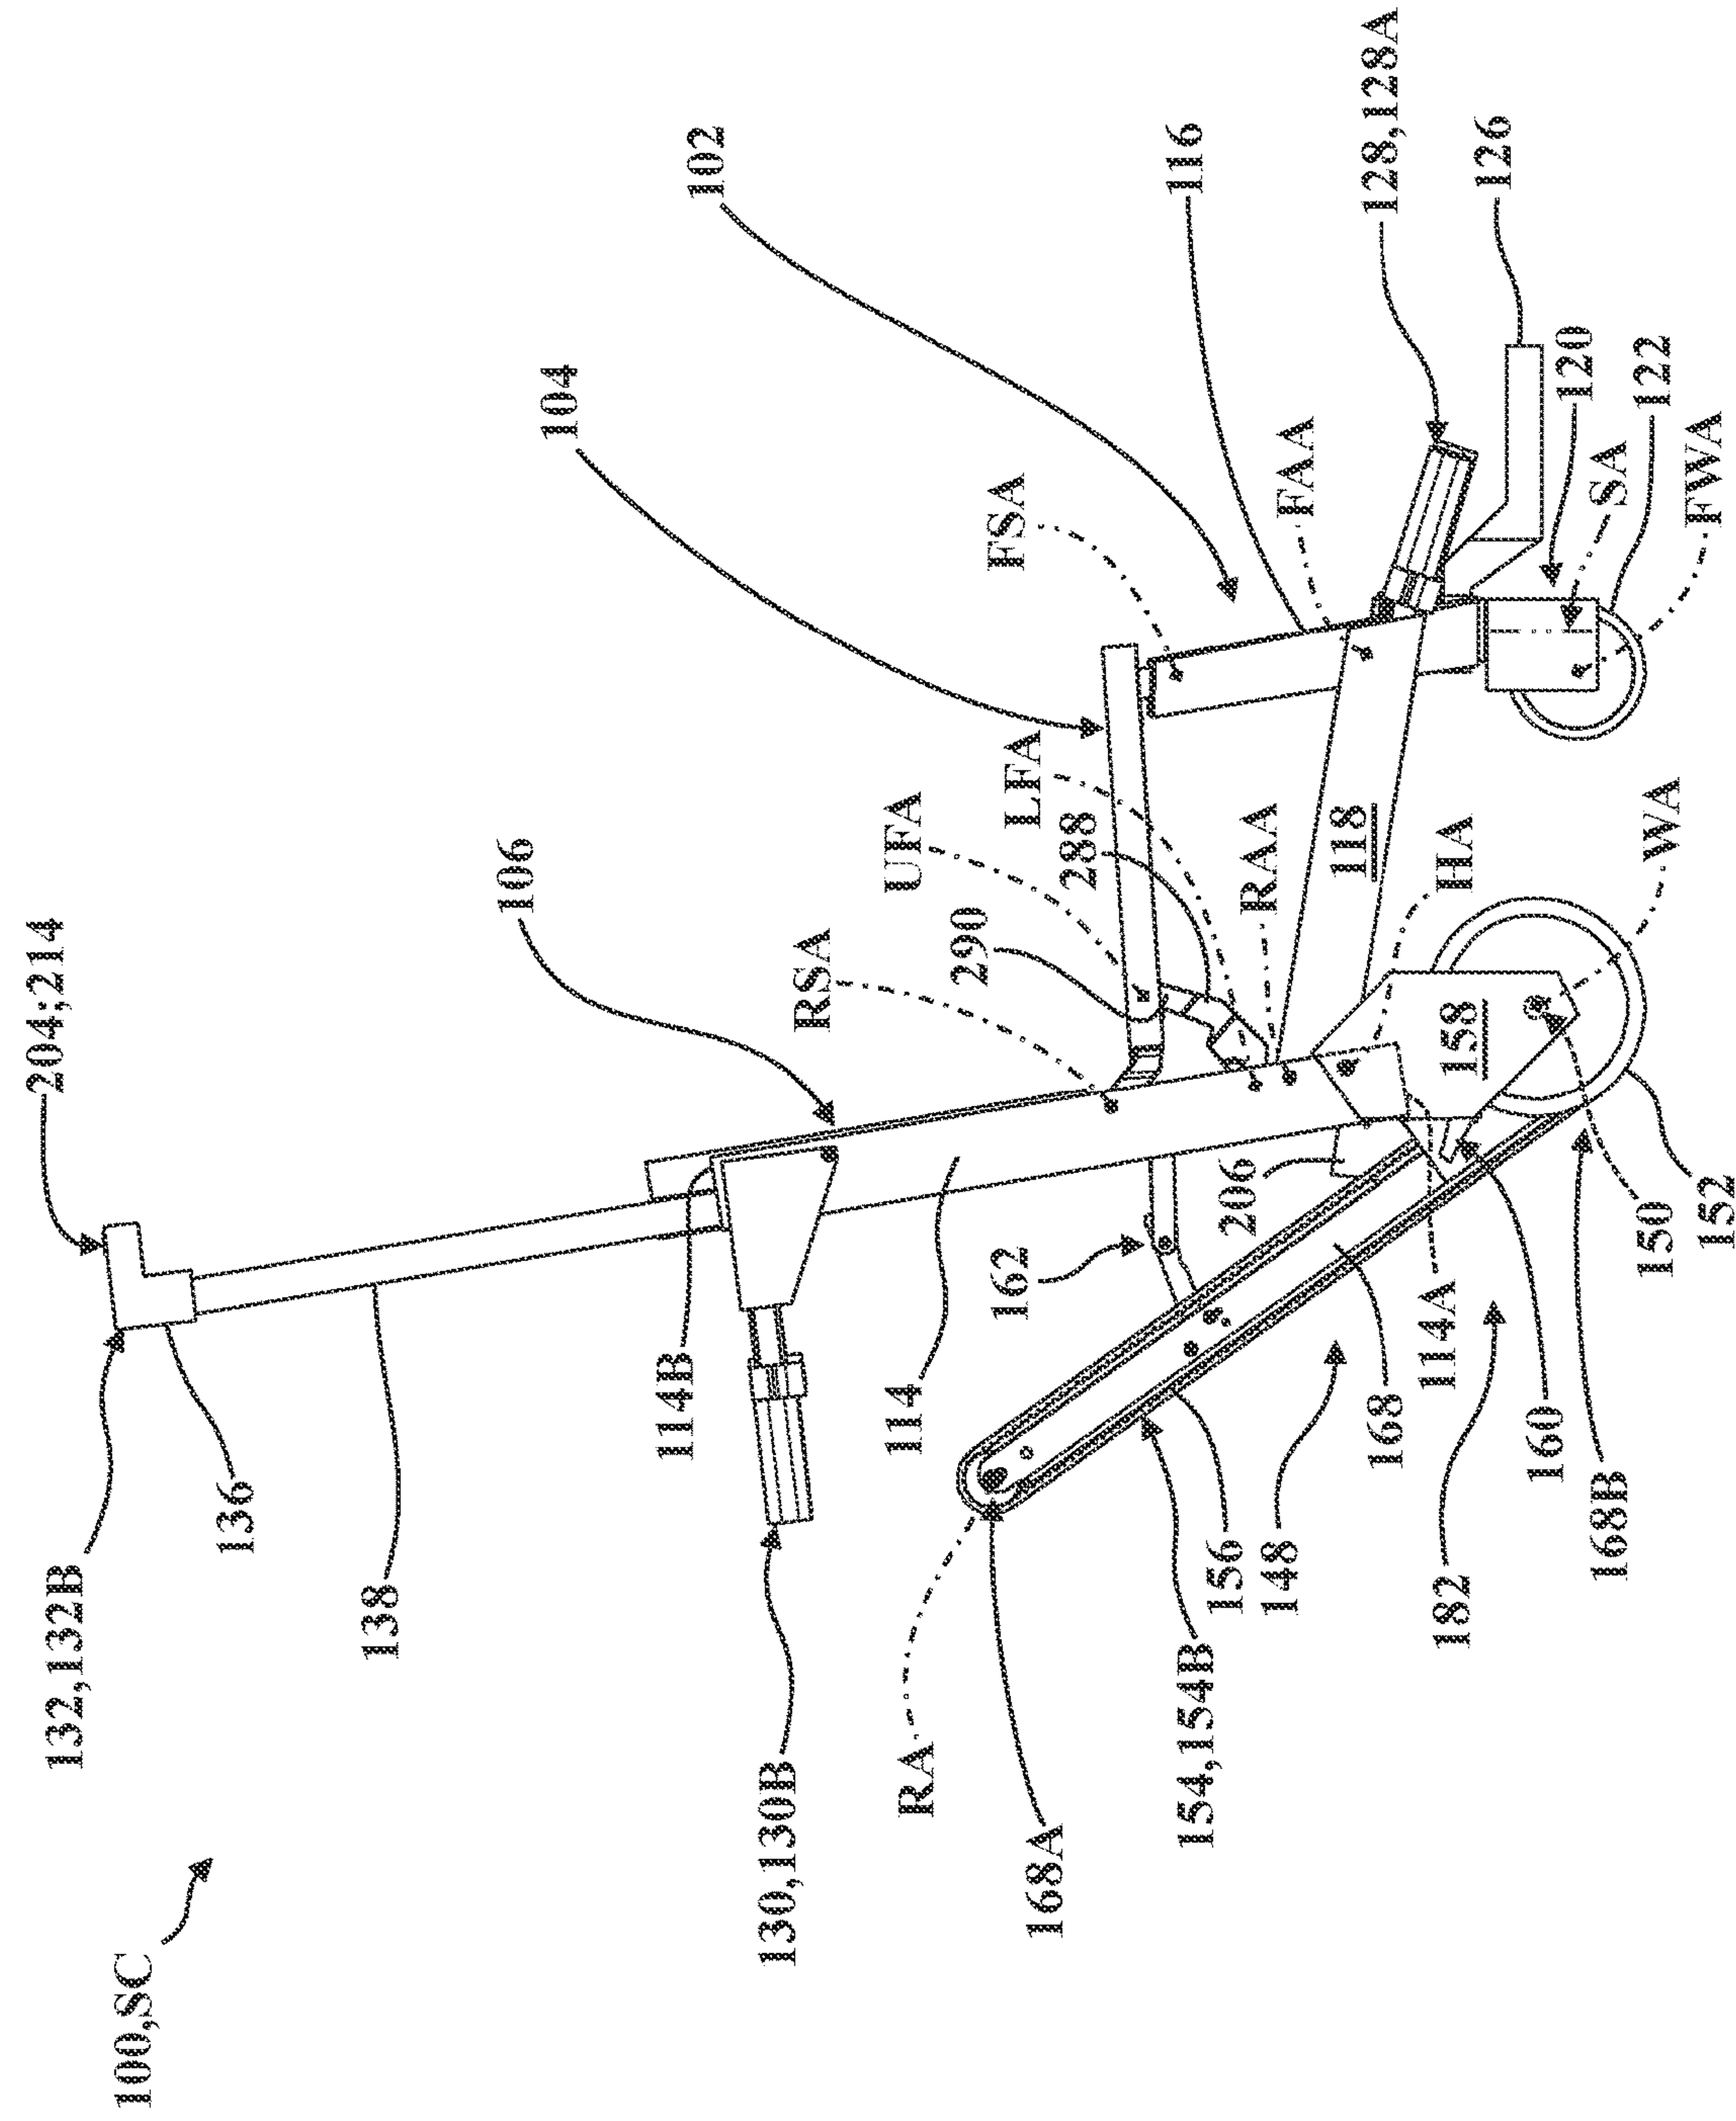 100,SC
132,132B
204;214
136
138
106
104
102
130,130B
114B
114
RSA
UFA
290
288
LFA
FSA
116
FAA
128,128A
126
RA
168A
162
206
RAA
118
HA
154,154B
156
148
168
114A
158
WA
120
SA
122
FWA
182
160
168B
150
152